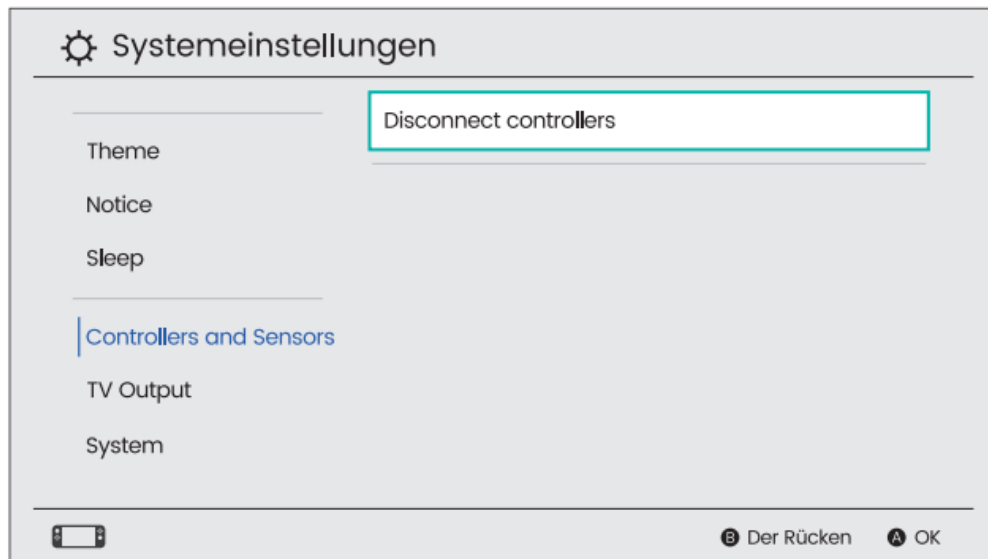 Systemeinstellungen
Disconnect controllers
Theme
Notice
Sleep
Controllers and Sensors
TV Output
System
B Der Rücken A OK